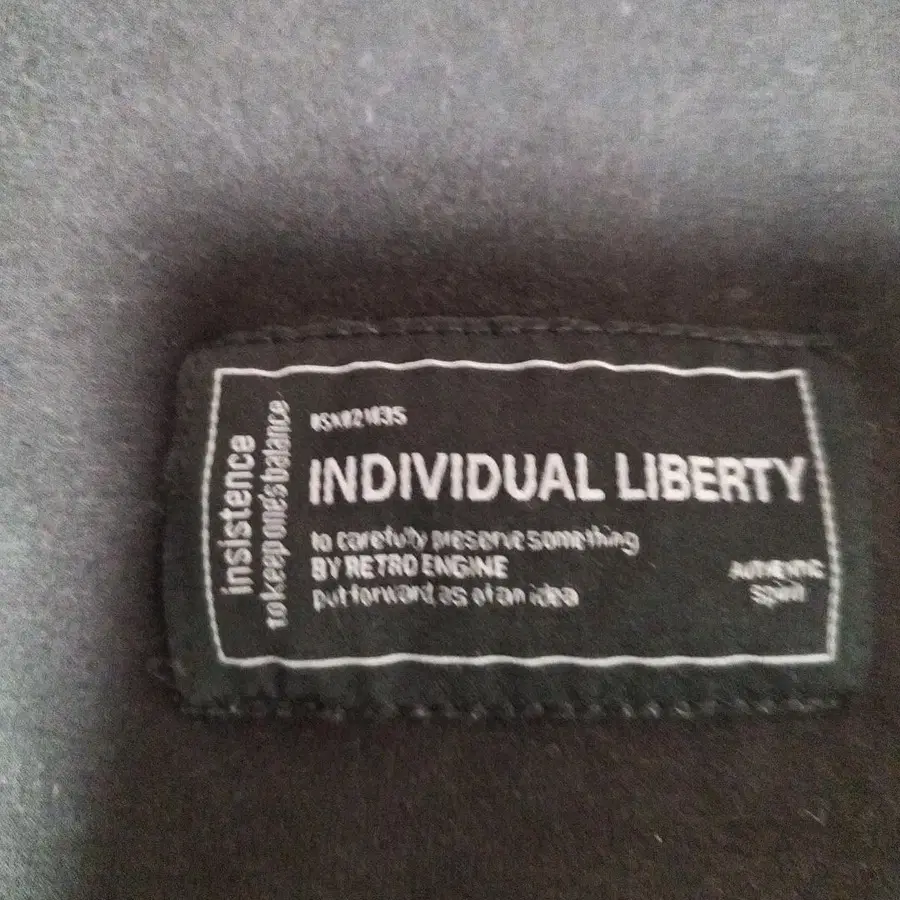 insistence
to keep one's balance
INDIVIDUAL LIBERTY
to carefully preserve something
BY RETRO ENGINE
put forward as of an idea
AUTHENTIC
spirit